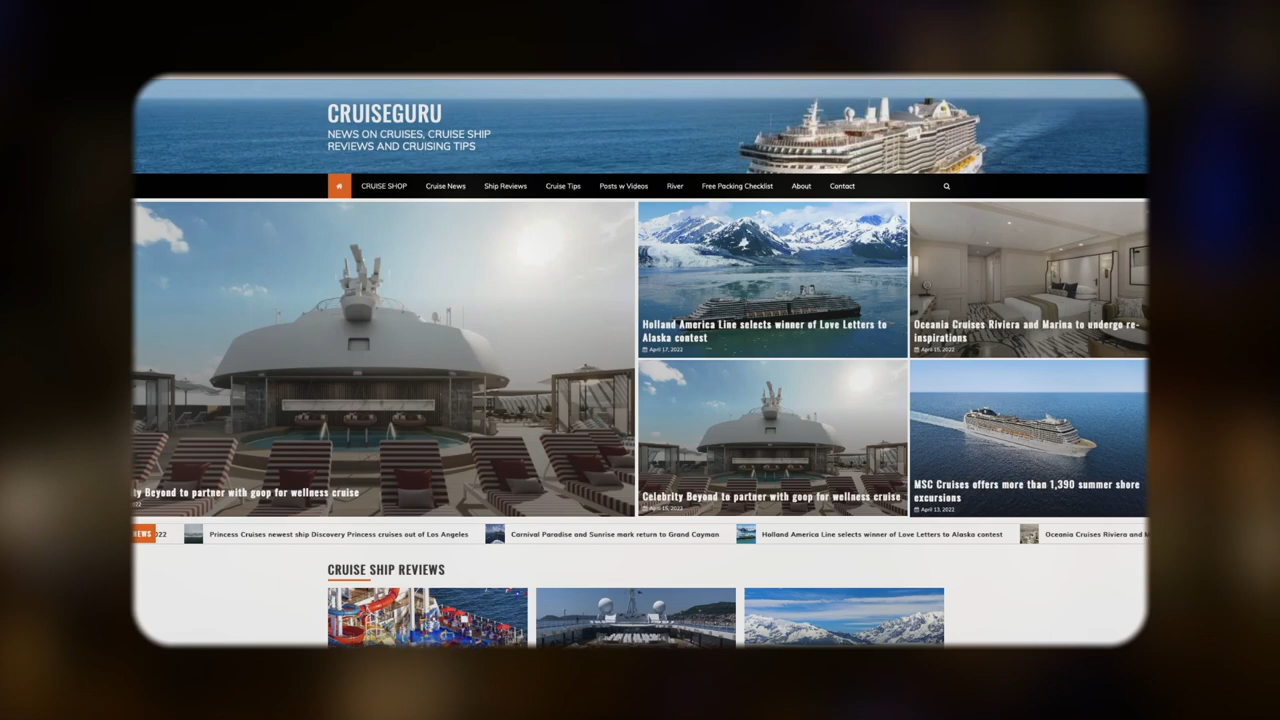 CRUISEGURU
NEWS ON CRUISES, CRUISE SHIP
REVIEWS AND CRUISING TIPS
CRUISE SHOP Cruise News Ship Reviews Cruise Tips Posts w Videos River Free Packing Checklist About Contact
ty Beyond to partner with goop for wellness cruise
Holland America Line selects winner of Love Letters to
Alaska contest
April 17, 2022
Oceania Cruises Riviera and Marina to undergo re-
inspirations
April 15, 2022
Celebrity Beyond to partner with goop for wellness cruise
April 15, 2022
MSC Cruises offers more than 1,390 summer shore
excursions
April 13, 2022
NEWS 022 Princess Cruises newest ship Discovery Princess cruises out of Los Angeles Carnival Paradise and Sunrise mark return to Grand Cayman Holland America Line selects winner of Love Letters to Alaska contest Oceania Cruises Riviera and M
CRUISE SHIP REVIEWS